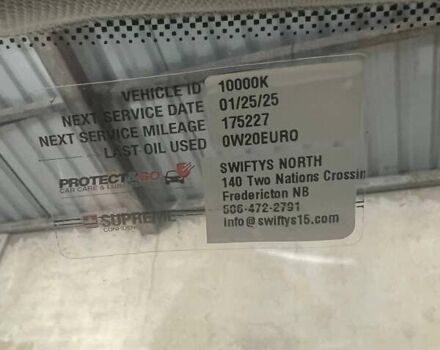 VEHICLE ID 10000K
NEXT SERVICE DATE 01/25/25
NEXT SERVICE MILEAGE 175227
LAST OIL USED 0W20EURO
SWIFTYS NORTH
140 Two Nations Crossin
PROTECT GO
CAR CARE & LUBE
Fredericton NB
506-472-2791
SUPREME
info@swiftys15.com